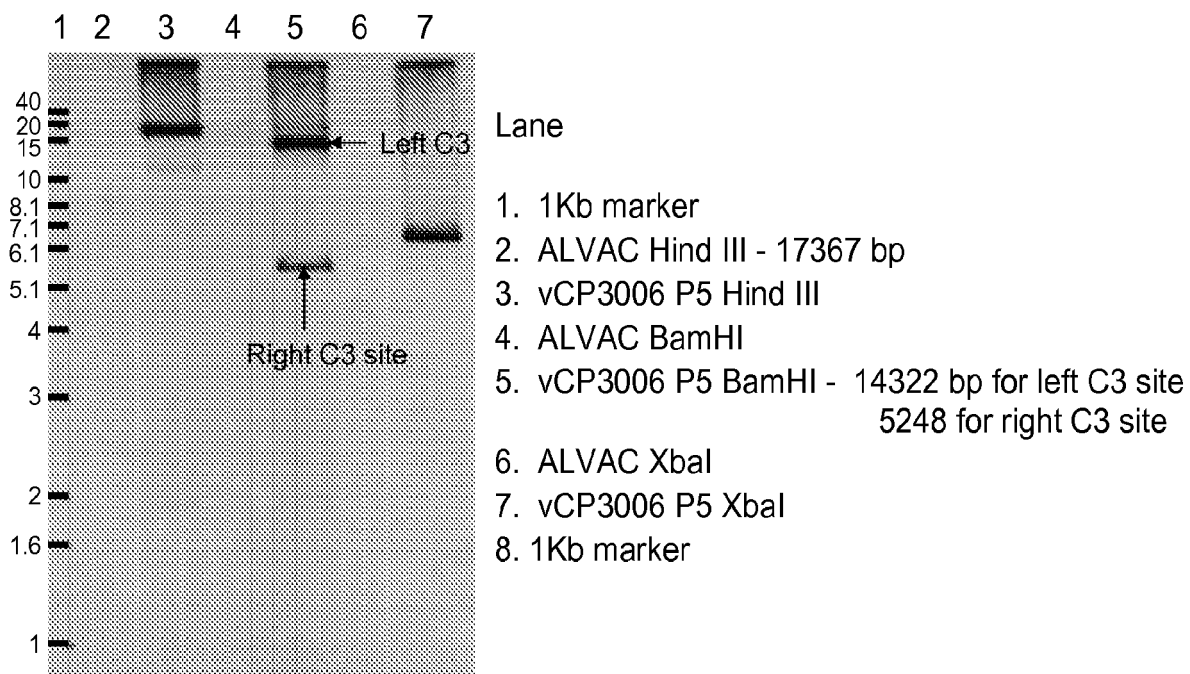 1 2 3 4 5 6 7
40
20
15
10
8.1
7.1
6.1
5.1
4
3
2
1.6
1
Left C3
Right C3 site
Lane
1. 1Kb marker
2. ALVAC Hind III - 17367 bp
3. vCP3006 P5 Hind III
4. ALVAC BamHI
5. vCP3006 P5 BamHI - 14322 bp for left C3 site
5248 for right C3 site
6. ALVAC XbaI
7. vCP3006 P5 XbaI
8. 1Kb marker